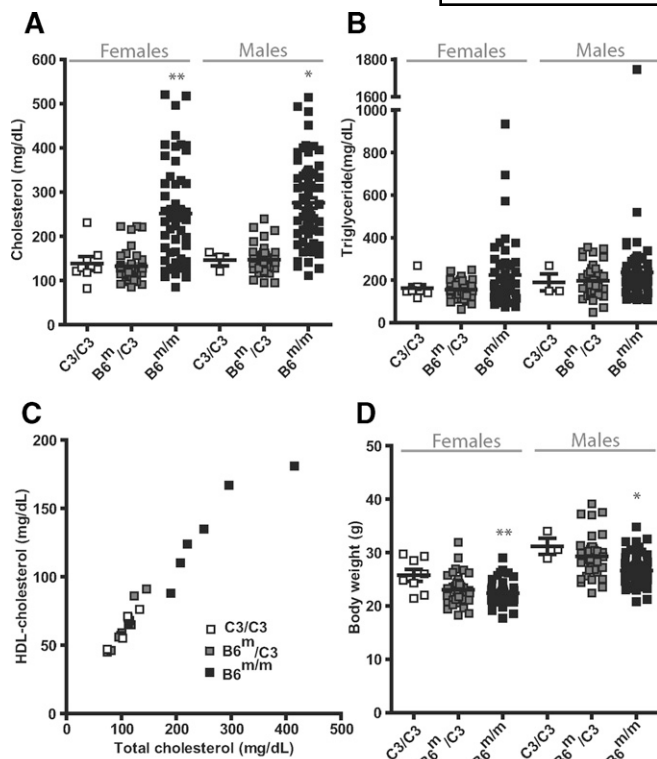 A
Females
Males
Cholesterol (mg/dL)
600
500
400
300
200
100
0
**
*
C3/C3
B6m/C3
B6m/m
C3/C3
B6m/C3
B6m/m
B
Females
Males
Triglyceride(mg/dL)
1800
1600
1000
800
600
400
200
0
C3/C3
B6m/C3
B6m/m
C3/C3
B6m/C3
B6m/m
C
HDL-cholesterol (mg/dL)
200
150
100
50
0
C3/C3
B6m/C3
B6m/m
0
100
200
300
400
500
Total cholesterol (mg/dL)
D
Females
Males
Body weight (g)
50
40
30
20
10
0
**
*
C3/C3
B6m/C3
B6m/m
C3/C3
B6m/C3
B6m/m